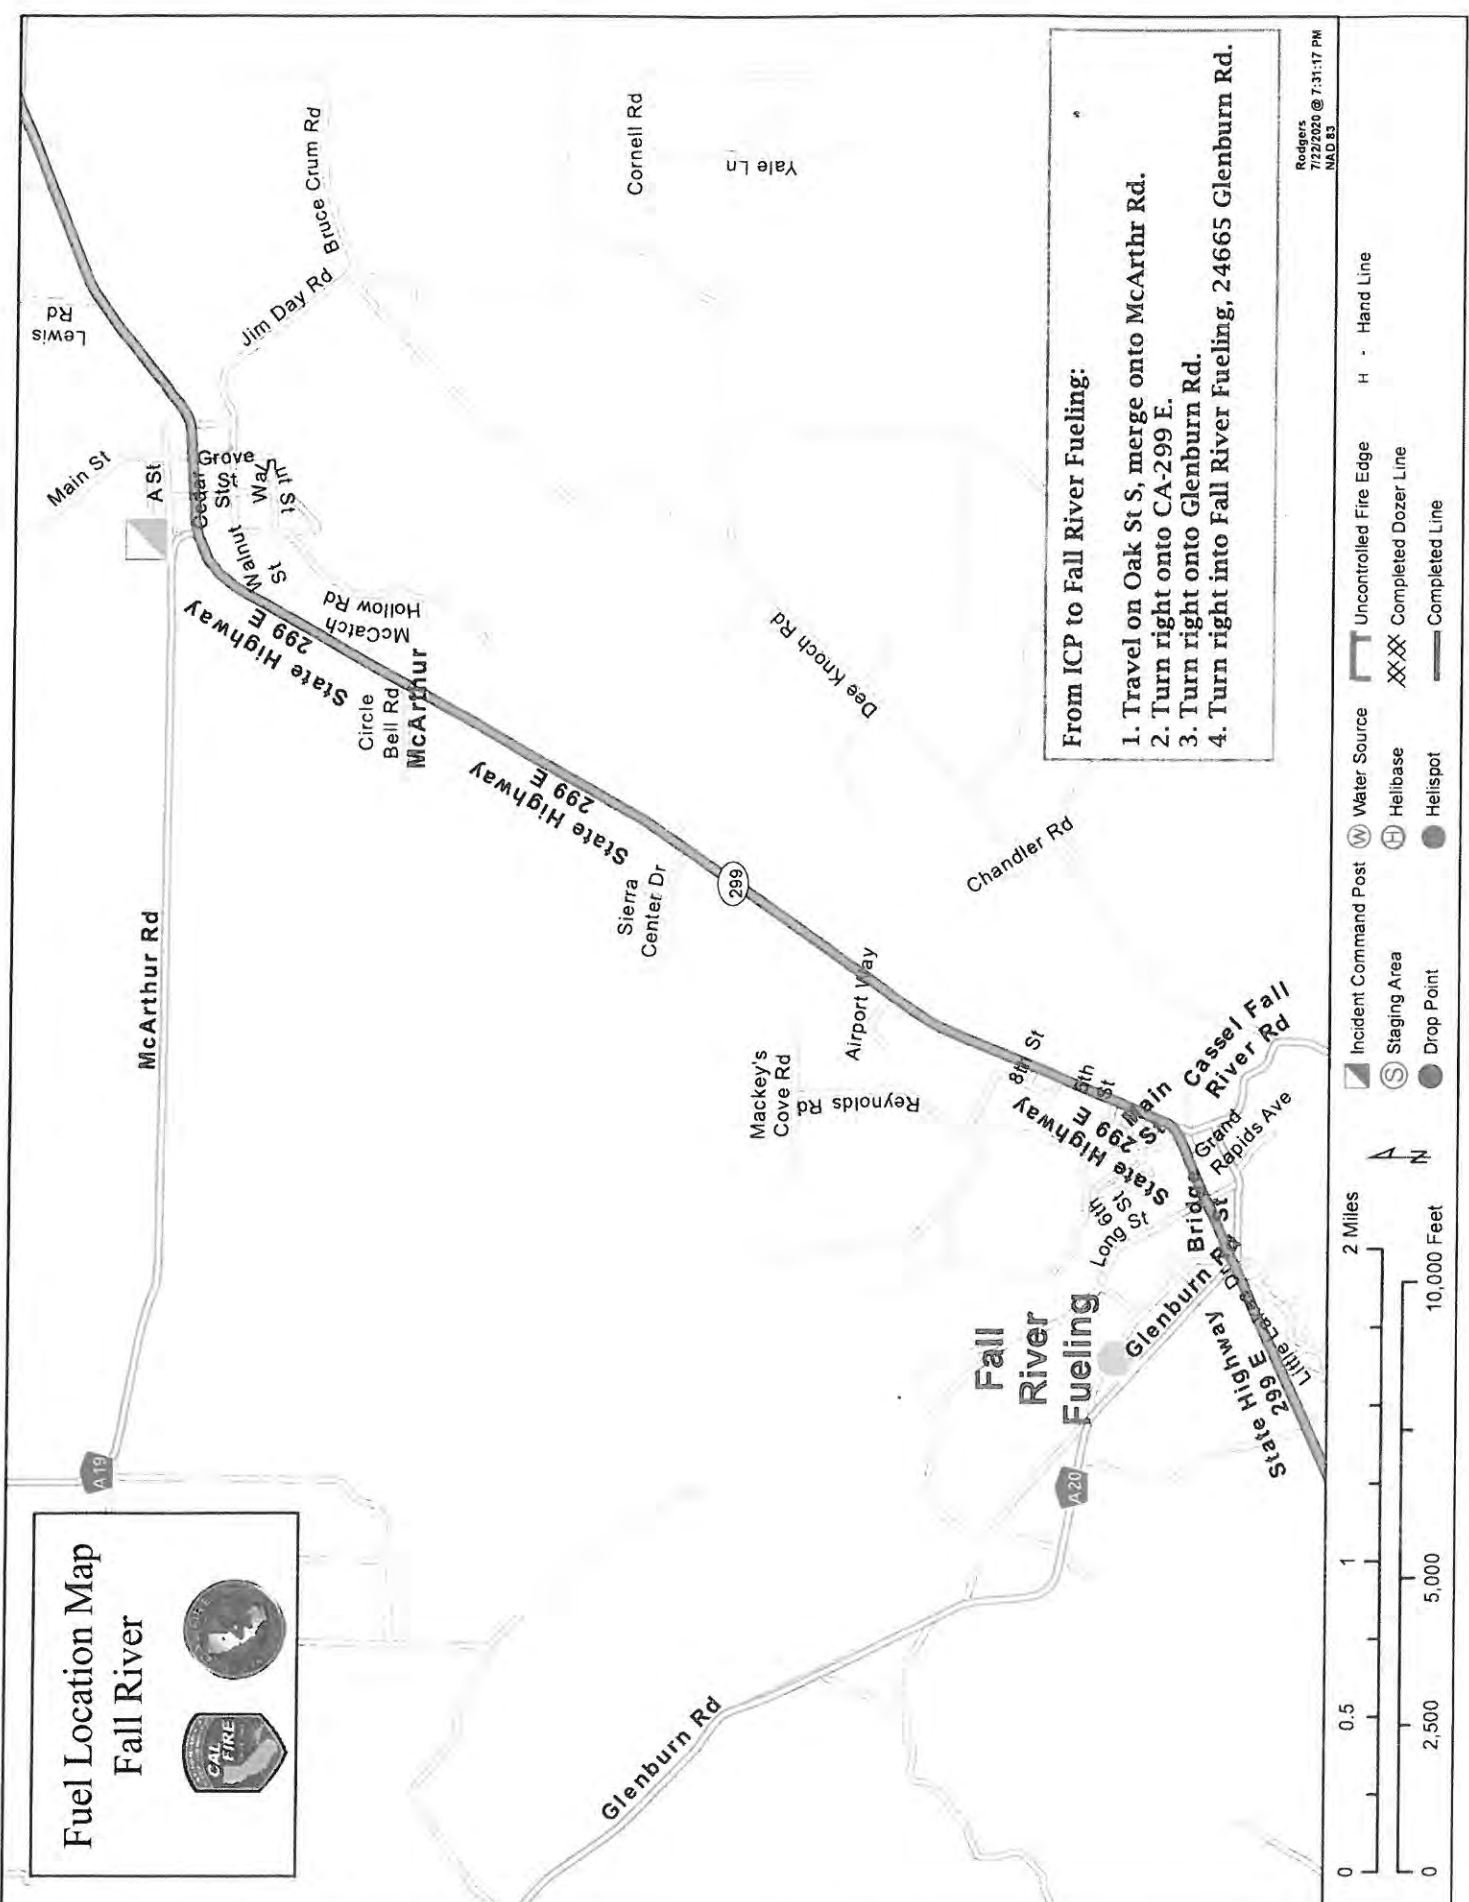 Fuel Location Map
Fall River
CAL
FIRE
A19
McArthur Rd
Main St
A St
Lewis
Rd
Cedar
St
Grove
St
Walnut St
Walnut
St
Jim Day Rd
Bruce Crum Rd
State Highway
299 E
McCatch
Hollow Rd
Circle
Bell Rd
McArthur
State Highway
299 E
Cornell Rd
Yale Ln
Sierra
Center Dr
299
Dee Knoch Rd
Airport Way
Chandler Rd
Mackey's
Cove Rd
Reynolds Rd
8th St
5th
St
State Highway
299 E
Main
St
Cassel Fall
River Rd
Grand
Rapids Ave
6th
St
Long St
Bridge St
Fall
River
Fueling
Glenburn Rd
A20
Glenburn Rd
State Highway
299 E
From ICP to Fall River Fueling:
1. Travel on Oak St S, merge onto McArthr Rd.
2. Turn right onto CA-299 E.
3. Turn right onto Glenburn Rd.
4. Turn right into Fall River Fueling, 24665 Glenburn Rd.
Rodgers
7/22/2020 @ 7:31:17 PM
NAD 83
0 0.5 1 2 Miles
0 2,500 5,000 10,000 Feet
N
Incident Command Post
S Staging Area
Drop Point
W Water Source
H Helibase
Helispot
Uncontrolled Fire Edge
XX XX Completed Dozer Line
Completed Line
H - Hand Line